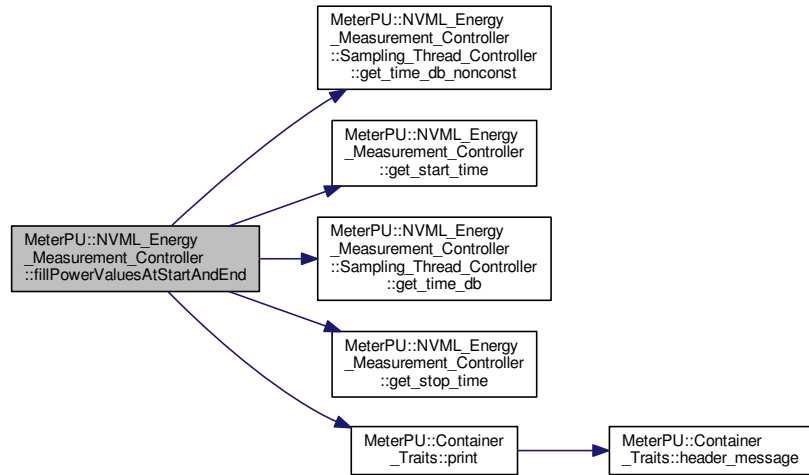 MeterPU::NVML_Energy
_Measurement_Controller
::Sampling_Thread_Controller
::get_time_db_nonconst
MeterPU::NVML_Energy
_Measurement_Controller
::get_start_time
MeterPU::NVML_Energy
_Measurement_Controller
::fillPowerValuesAtStartAndEnd
MeterPU::NVML_Energy
_Measurement_Controller
::Sampling_Thread_Controller
::get_time_db
MeterPU::NVML_Energy
_Measurement_Controller
::get_stop_time
MeterPU::Container
_Traits::print
MeterPU::Container
_Traits::header_message